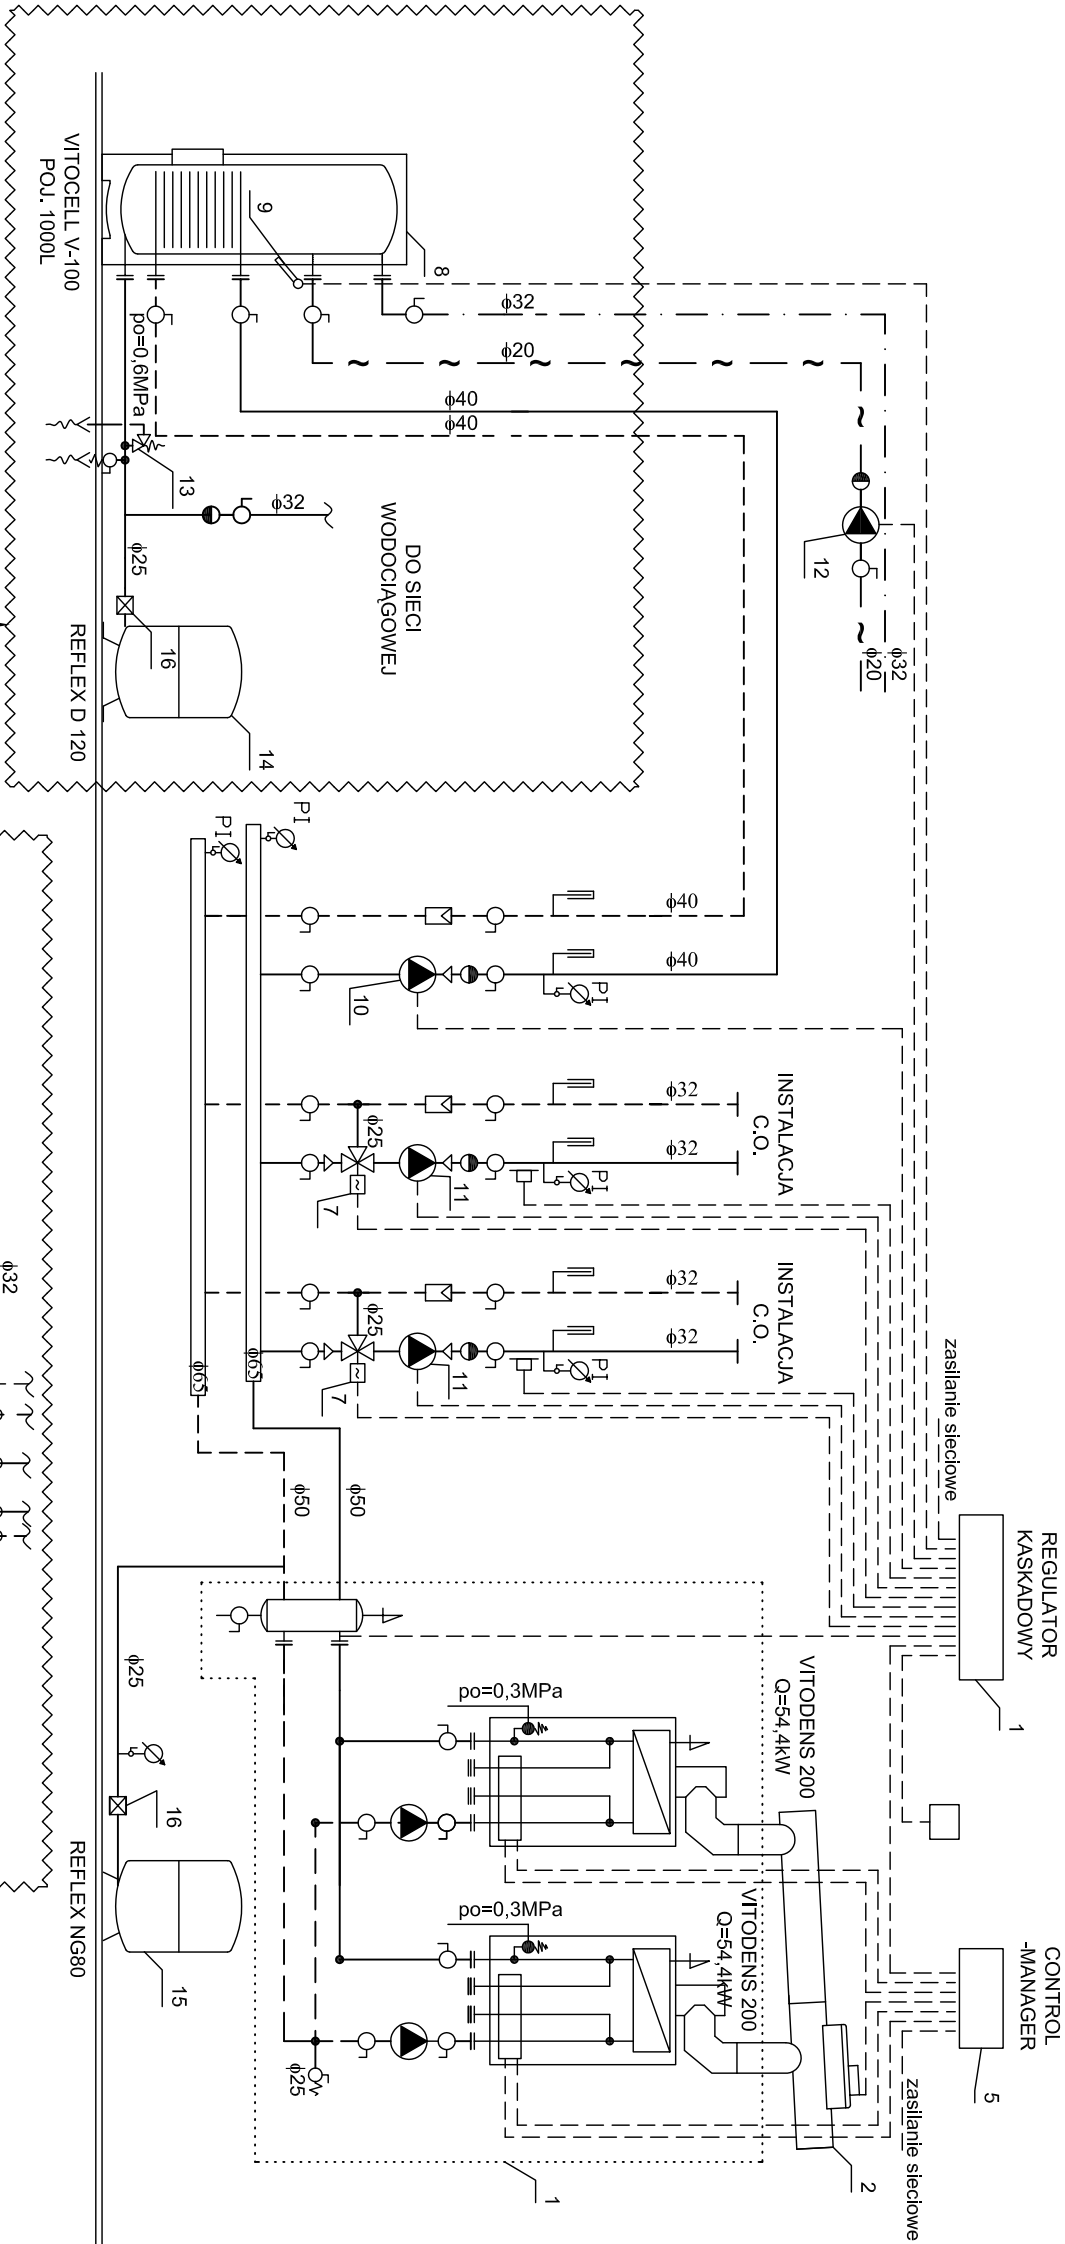 REGULATOR
KASKADOWY
1
CONTROL
-MANAGER
5
zasilanie sieciowe
zasilanie sieciowe
2
VITODENS 200
Q=54,4kW
VITODENS 200
Q=54,4kW
po=0,3MPa
po=0,3MPa
1
ϕ32
ϕ20
12
ϕ32
ϕ20
ϕ40
ϕ40
8
9
VITOCELL V-100
POJ. 1000L
po=0,6MPa
13
ϕ32
DO SIECI
WODOCIĄGOWEJ
ϕ25
16
14
REFLEX D 120
PI
PI
ϕ40
ϕ40
PI
10
INSTALACJA
C.O.
ϕ32
ϕ32
PI
ϕ25
11
7
INSTALACJA
C.O.
ϕ32
ϕ32
PI
ϕ25
11
7
ϕ65
ϕ65
ϕ50
ϕ50
ϕ25
ϕ25
16
15
REFLEX NG80
ϕ32